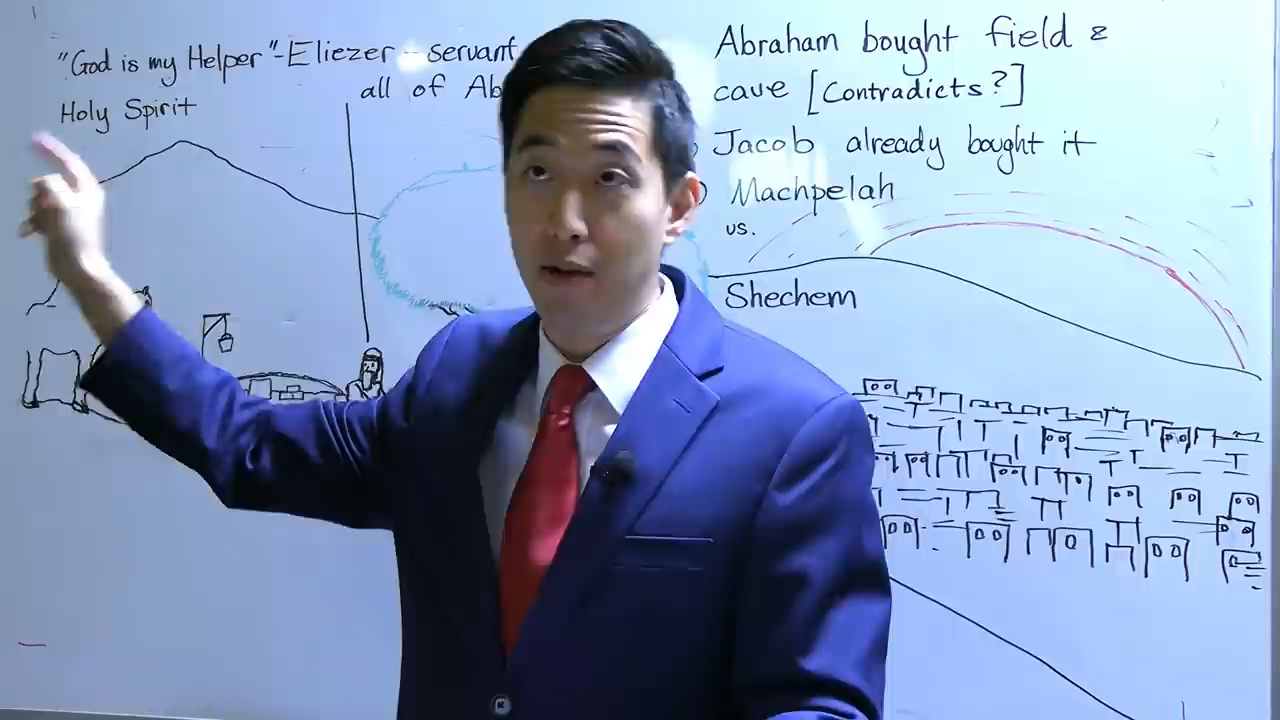 "God is my Helper"-Eliezer servant
all of Ab
Holy Spirit
Abraham bought field &
cave [Contradicts?]
Jacob already bought it
Machpelah
vs.
Shechem